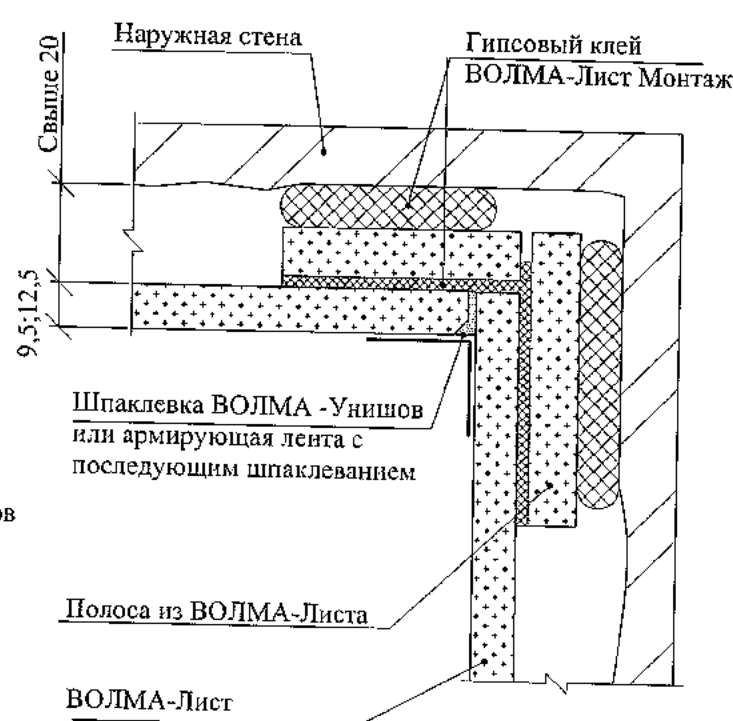 Наружная стена
Гипсовый клей
ВОЛМА-Лист Монтаж
Свыше 20
9,5;12,5
Шпаклевка ВОЛМА -Унишов
или армирующая лента с
последующим шпаклеванием
ов
Полоса из ВОЛМА-Листа
ВОЛМА-Лист